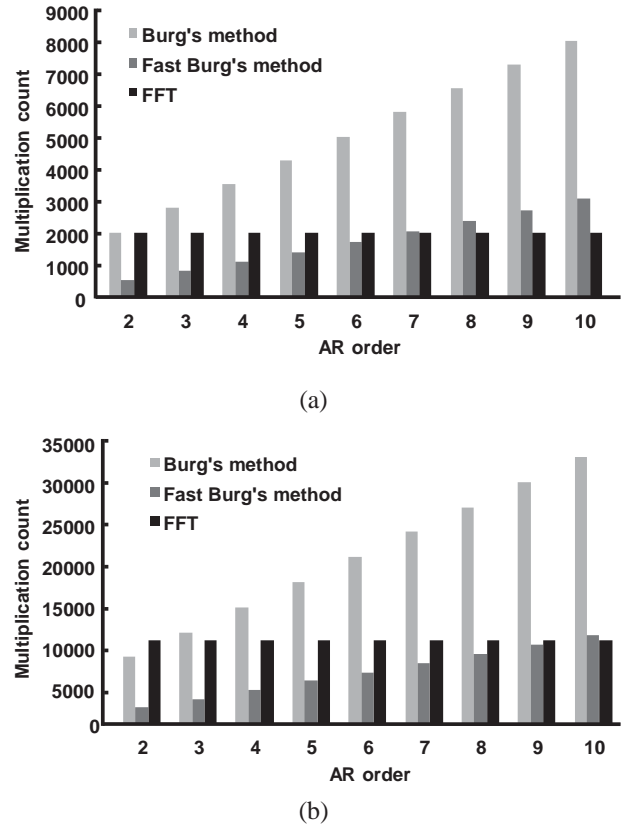 9000
8000
7000
6000
5000
4000
3000
2000
1000
0
Multiplication count
Burg's method
Fast Burg's method
FFT
2 3 4 5 6 7 8 9 10
AR order
(a)
35000
30000
25000
20000
15000
10000
5000
0
Multiplication count
Burg's method
Fast Burg's method
FFT
2 3 4 5 6 7 8 9 10
AR order
(b)